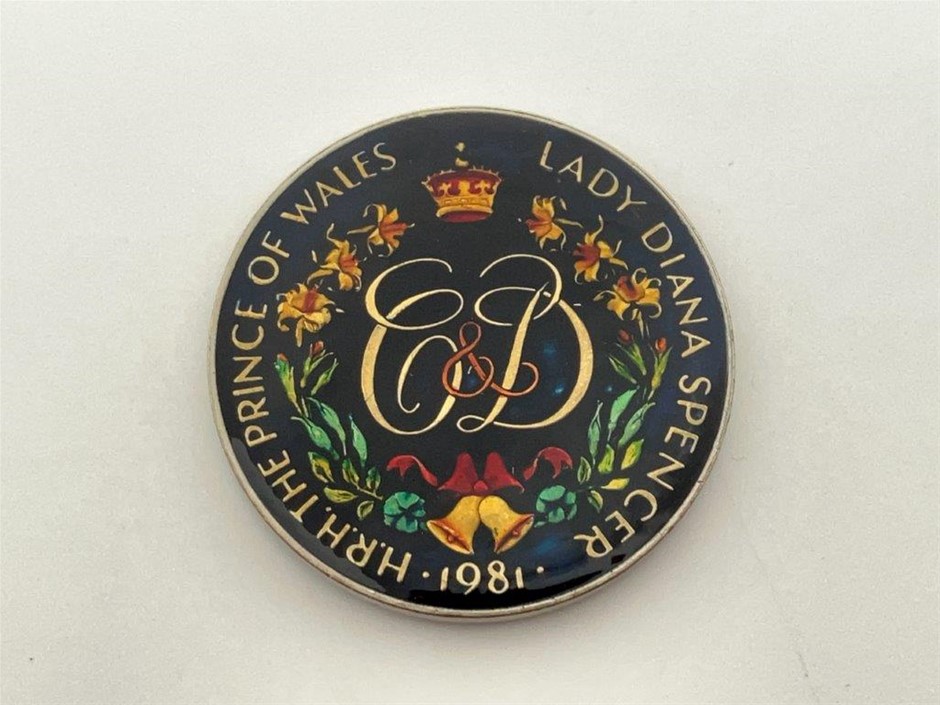 H.R.H. THE PRINCE OF WALES
LADY DIANA SPENCER
· 1981 ·
C & D